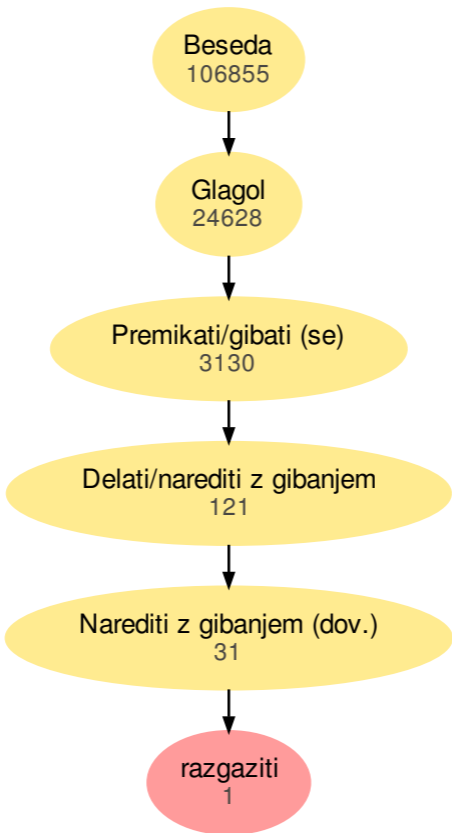 Beseda
106855
Glagol
24628
Premikati/gibati (se)
3130
Delati/narediti z gibanjem
121
Narediti z gibanjem (dov.)
31
razgaziti
1